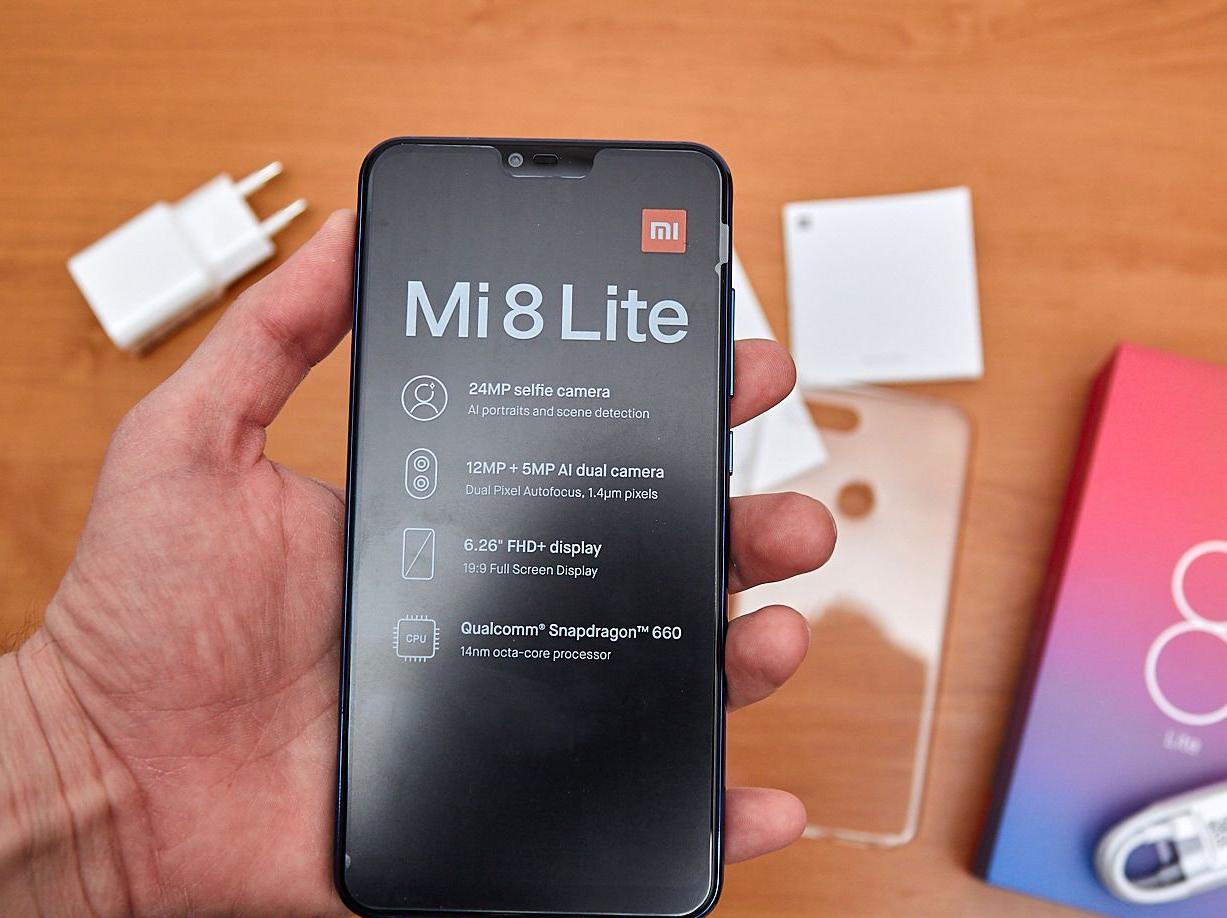 mi
Mi 8 Lite
24MP selfie camera
AI portraits and scene detection
12MP + 5MP AI dual camera
Dual Pixel Autofocus, 1.4µm pixels
6.26" FHD+ display
19:9 Full Screen Display
CPU
Qualcomm® Snapdragon™ 660
14nm octa-core processor
8
Lite